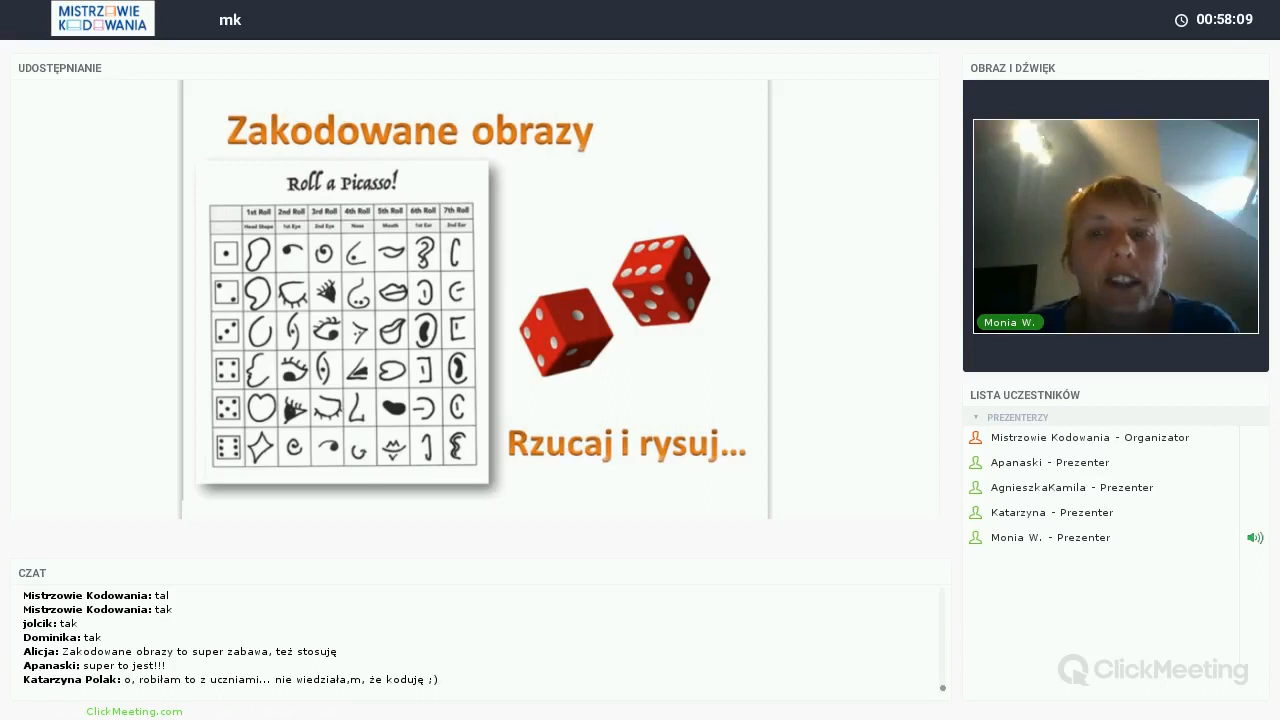 MISTRZOWIE
KODOWANIA
mk
00:58:09
UDOSTĘPNIANIE
Zakodowane obrazy
Roll a Picasso!
1st Roll 2nd Roll 3rd Roll 4th Roll 5th Roll 6th Roll 7th Roll
Head Shape 1st Eye 2nd Eye Nose Mouth 1st Ear 2nd Ear
Rzucaj i rysuj...
OBRAZ I DŹWIĘK
Monia W.
LISTA UCZESTNIKÓW
PREZENTERZY
Mistrzowie Kodowania - Organizator
Apanaski - Prezenter
AgnieszkaKamila - Prezenter
Katarzyna - Prezenter
Monia W. - Prezenter
CZAT
Mistrzowie Kodowania: tal
Mistrzowie Kodowania: tak
jolcik: tak
Dominika: tak
Alicja: Zakodowane obrazy to super zabawa, też stosuję
Apanaski: super to jest!!!
Katarzyna Polak: o, robiłam to z uczniami... nie wiedziała,m, że koduję ;)
ClickMeeting
ClickMeeting.com